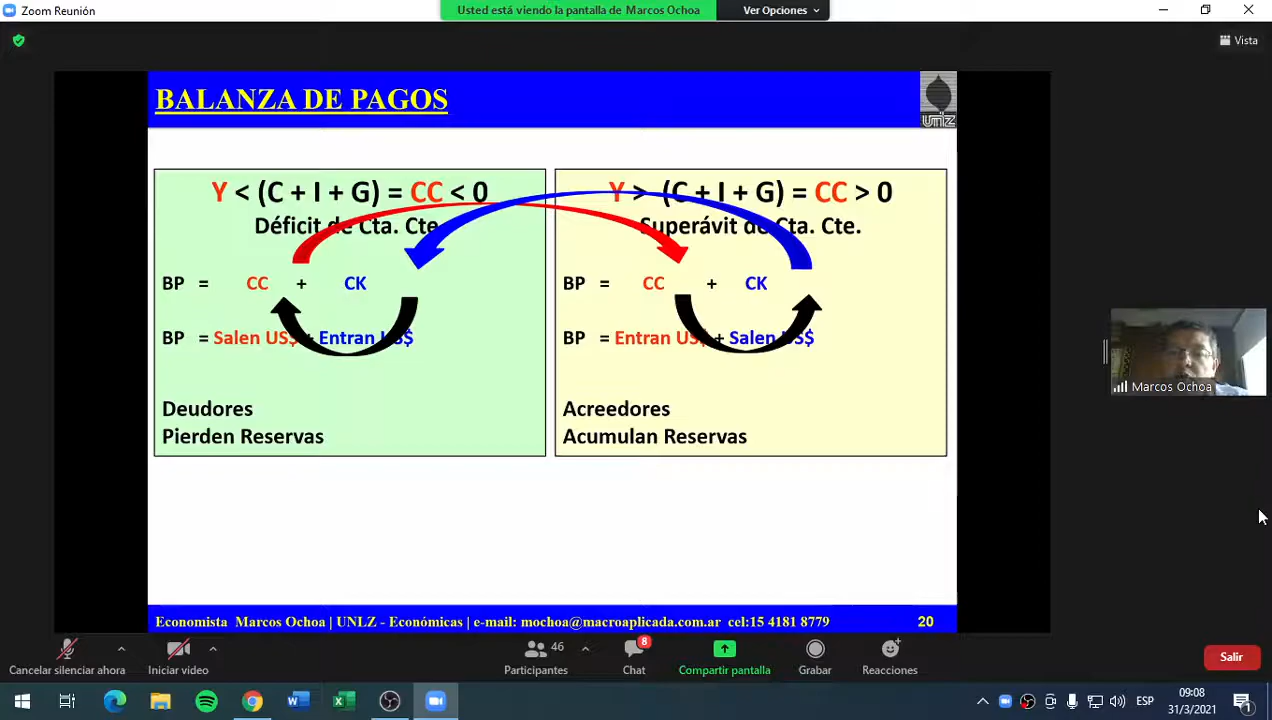 Zoom Reunión
Usted está viendo la pantalla de Marcos Ochoa
Ver Opciones
Vista
BALANZA DE PAGOS
UNLZ
Y < (C + I + G) = CC < 0
Déficit de Cta. Cte.
BP = CC + CK
BP = Salen US$ + Entran US$
Deudores
Pierden Reservas
Y > (C + I + G) = CC > 0
Superávit de Cta. Cte.
BP = CC + CK
BP = Entran US$ + Salen US$
Acreedores
Acumulan Reservas
Marcos Ochoa
Economista Marcos Ochoa | UNLZ - Económicas | e-mail: mochoa@macroaplicada.com.ar cel:15 4181 8779 20
46
8
Cancelar silenciar ahora
Iniciar video
Participantes
Chat
Compartir pantalla
Grabar
Reacciones
Salir
ESP
09:08
31/3/2021
1